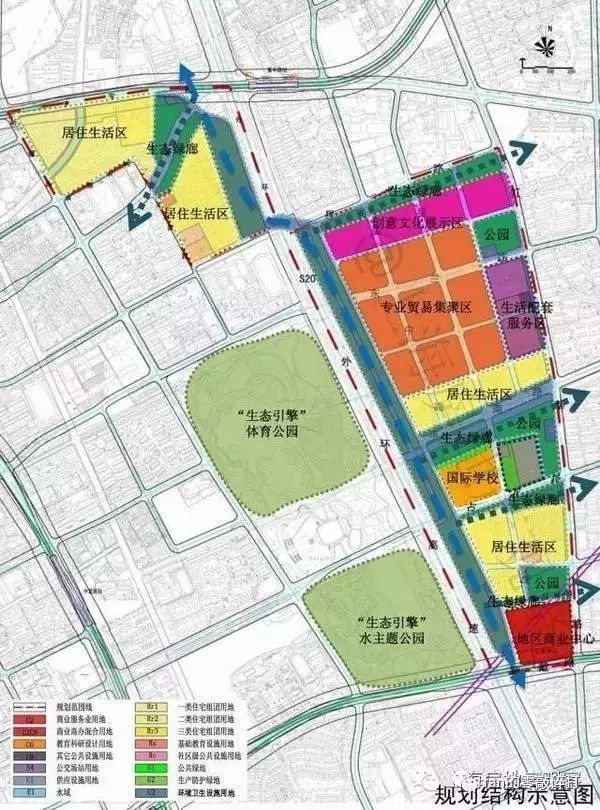 N
居住生活区
生态绿廊
居住生活区
生态绿廊
创意文化展示区
公园
S20
外
环
高
速
专业贸易集聚区
生活配套
服务区
“生态引擎”
体育公园
居住生活区
公园
生态绿廊
国际学校
生态绿廊
居住生活区
公园
生态绿廊
地区商业中心
“生态引擎”
水主题公园
规划范围线
C2 商业服务业用地
C2C8 商业商办混合用地
C6 教育科研设计用地
其它公共设施用地
S4 公交场站用地
U1 供应设施用地
E1 水域
Rr1 一类住宅组团用地
Rr2 二类住宅组团用地
Rr3 三类住宅组团用地
Rs 基础教育设施用地
Rc 社区级公共设施用地
G1 公共绿地
G2 生产防护绿地
U3 环境卫生设施用地
规划结构示意图